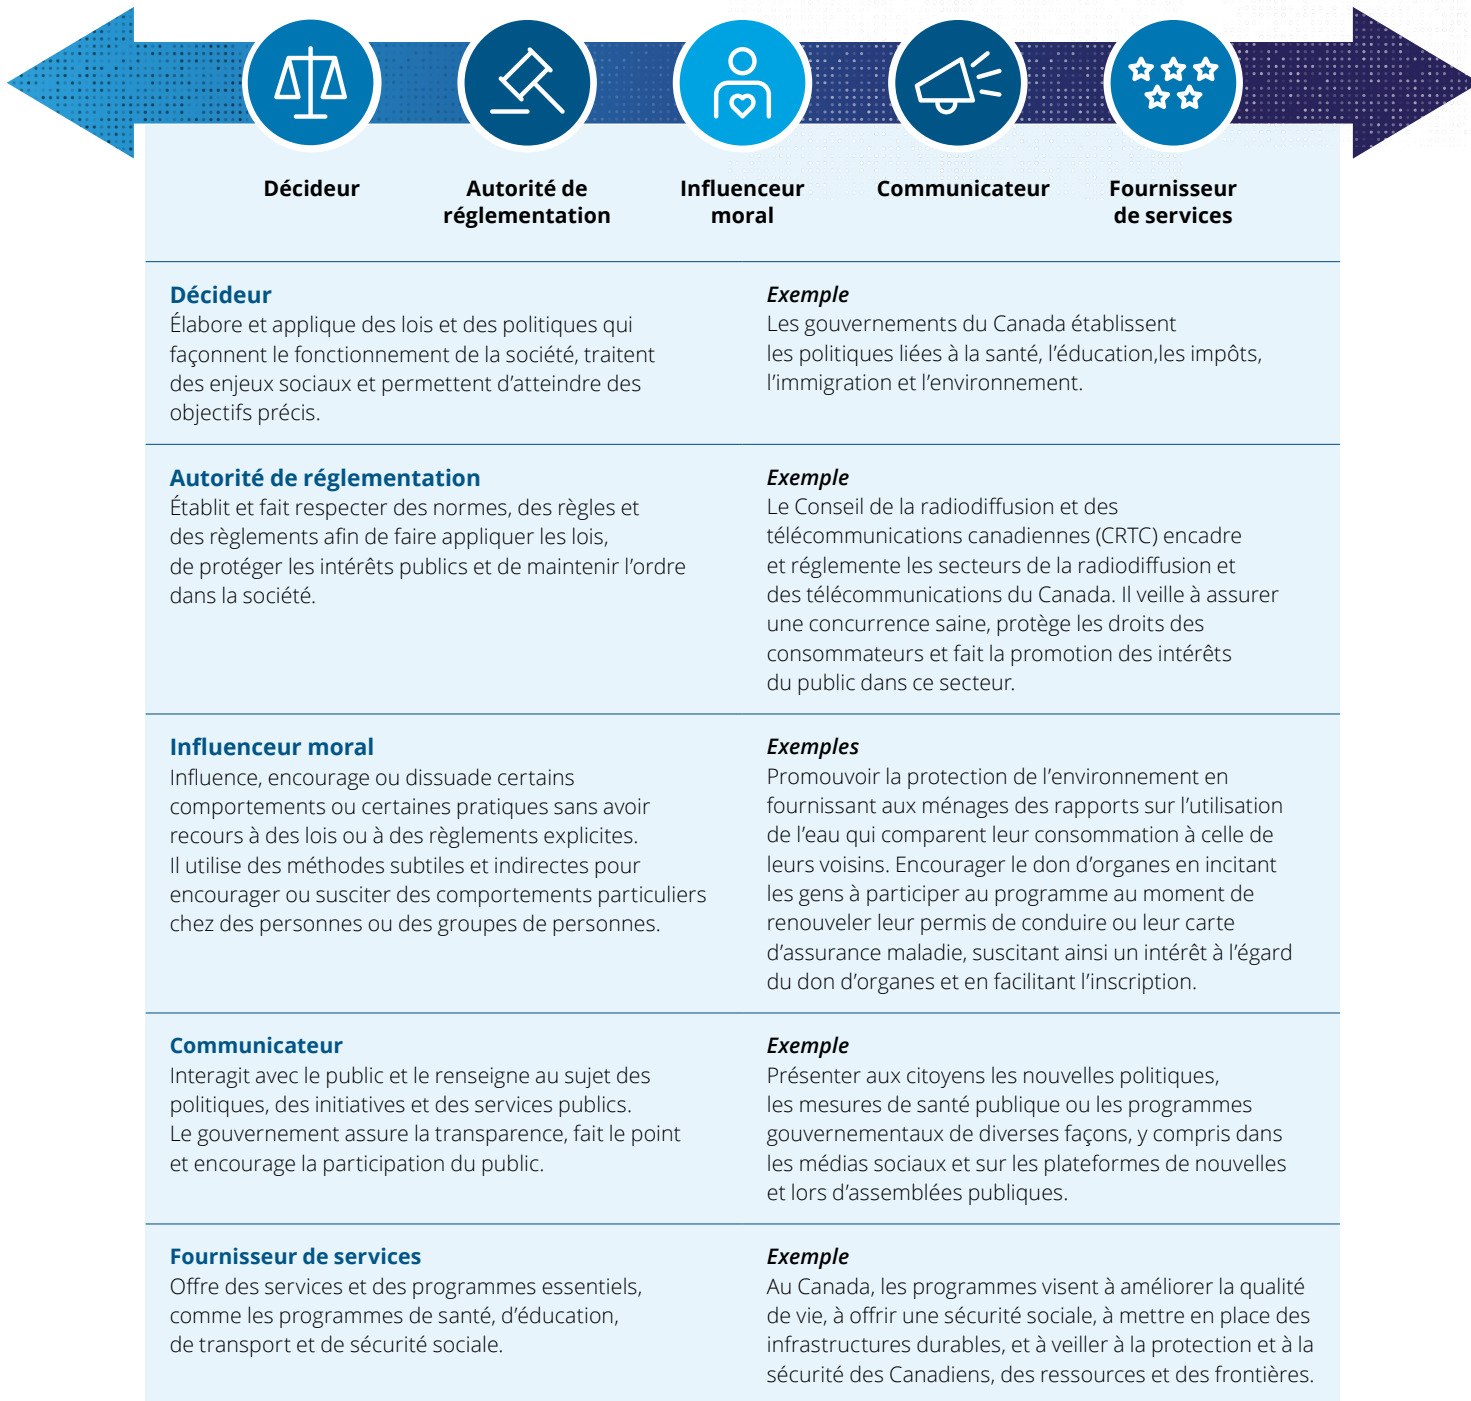 Décideur
Autorité de
réglementation
Influenceur
moral
Communicateur
Fournisseur
de services
Décideur
Élabore et applique des lois et des politiques qui
façonnent le fonctionnement de la société, traitent
des enjeux sociaux et permettent d’atteindre des
objectifs précis.
Exemple
Les gouvernements du Canada établissent
les politiques liées à la santé, l’éducation,les impôts,
l’immigration et l’environnement.
Autorité de réglementation
Établit et fait respecter des normes, des règles et
des règlements afin de faire appliquer les lois,
de protéger les intérêts publics et de maintenir l’ordre
dans la société.
Exemple
Le Conseil de la radiodiffusion et des
télécommunications canadiennes (CRTC) encadre
et réglemente les secteurs de la radiodiffusion et
des télécommunications du Canada. Il veille à assurer
une concurrence saine, protège les droits des
consommateurs et fait la promotion des intérêts
du public dans ce secteur.
Influenceur moral
Influence, encourage ou dissuade certains
comportements ou certaines pratiques sans avoir
recours à des lois ou à des règlements explicites.
Il utilise des méthodes subtiles et indirectes pour
encourager ou susciter des comportements particuliers
chez des personnes ou des groupes de personnes.
Exemples
Promouvoir la protection de l’environnement en
fournissant aux ménages des rapports sur l’utilisation
de l’eau qui comparent leur consommation à celle de
leurs voisins. Encourager le don d’organes en incitant
les gens à participer au programme au moment de
renouveler leur permis de conduire ou leur carte
d’assurance maladie, suscitant ainsi un intérêt à l’égard
du don d’organes et en facilitant l’inscription.
Communicateur
Interagit avec le public et le renseigne au sujet des
politiques, des initiatives et des services publics.
Le gouvernement assure la transparence, fait le point
et encourage la participation du public.
Exemple
Présenter aux citoyens les nouvelles politiques,
les mesures de santé publique ou les programmes
gouvernementaux de diverses façons, y compris dans
les médias sociaux et sur les plateformes de nouvelles
et lors d’assemblées publiques.
Fournisseur de services
Offre des services et des programmes essentiels,
comme les programmes de santé, d’éducation,
de transport et de sécurité sociale.
Exemple
Au Canada, les programmes visent à améliorer la qualité
de vie, à offrir une sécurité sociale, à mettre en place des
infrastructures durables, et à veiller à la protection et à la
sécurité des Canadiens, des ressources et des frontières.